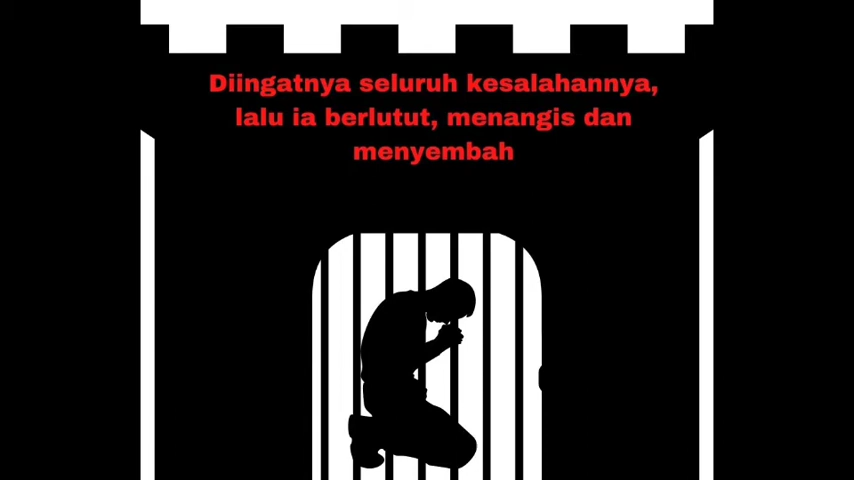 Diingatnya seluruh kesalahannya,
lalu ia berlutut, menangis dan
menyembah